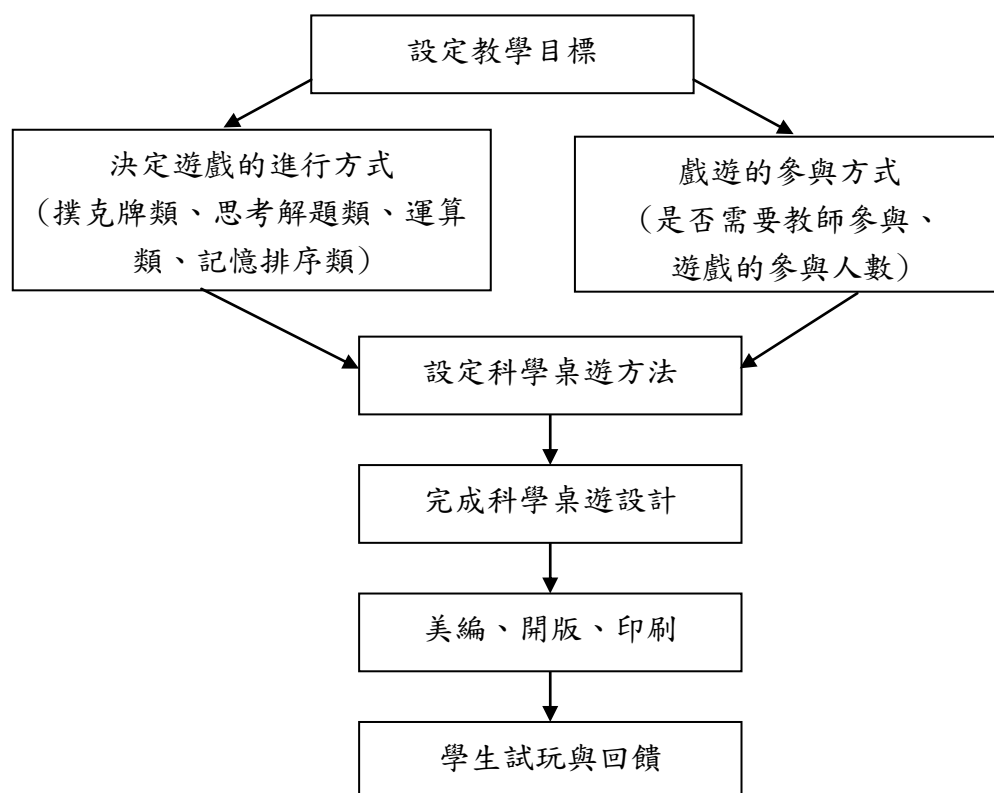 設定教學目標
決定遊戲的進行方式
（撲克牌類、思考解題類、運算
類、記憶排序類）
戲遊的參與方式
（是否需要教師參與、
遊戲的參與人數）
設定科學桌遊方法
完成科學桌遊設計
美編、開版、印刷
學生試玩與回饋